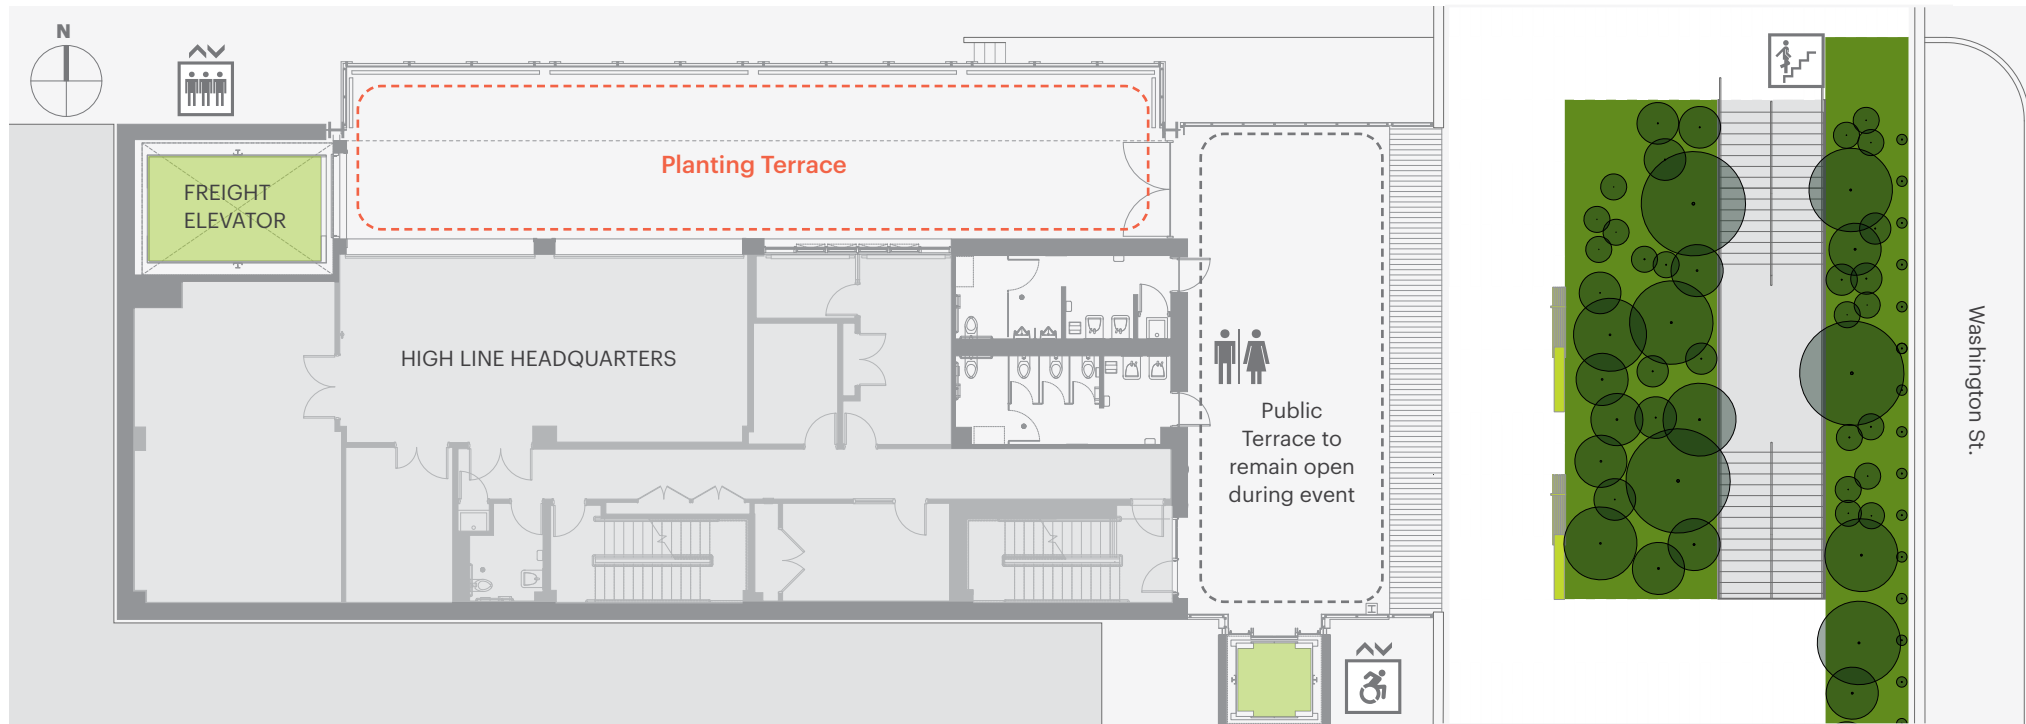 N
Planting Terrace
FREIGHT
ELEVATOR
HIGH LINE HEADQUARTERS
Public
Terrace to
remain open
during event
Washington St.